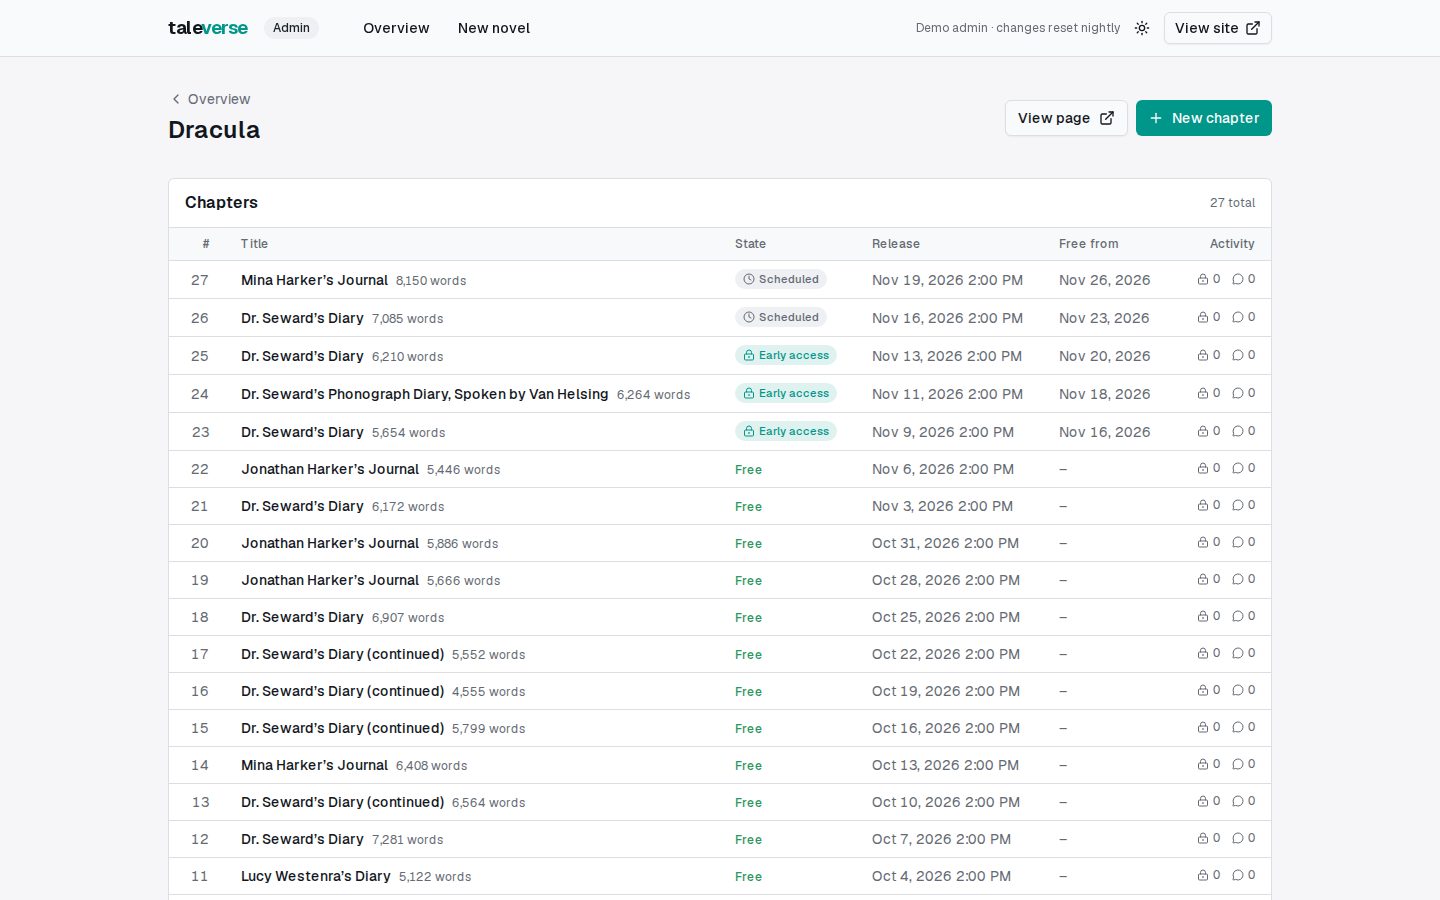 taleverse Admin Overview New novel Demo admin · changes reset nightly View site
Overview
Dracula
View page New chapter
Chapters 27 total
# Title State Release Free from Activity
27 Mina Harker’s Journal 8,150 words Scheduled Nov 19, 2026 2:00 PM Nov 26, 2026 0 0
26 Dr. Seward’s Diary 7,085 words Scheduled Nov 16, 2026 2:00 PM Nov 23, 2026 0 0
25 Dr. Seward’s Diary 6,210 words Early access Nov 13, 2026 2:00 PM Nov 20, 2026 0 0
24 Dr. Seward’s Phonograph Diary, Spoken by Van Helsing 6,264 words Early access Nov 11, 2026 2:00 PM Nov 18, 2026 0 0
23 Dr. Seward’s Diary 5,654 words Early access Nov 9, 2026 2:00 PM Nov 16, 2026 0 0
22 Jonathan Harker’s Journal 5,446 words Free Nov 6, 2026 2:00 PM – 0 0
21 Dr. Seward’s Diary 6,172 words Free Nov 3, 2026 2:00 PM – 0 0
20 Jonathan Harker’s Journal 5,886 words Free Oct 31, 2026 2:00 PM – 0 0
19 Jonathan Harker’s Journal 5,666 words Free Oct 28, 2026 2:00 PM – 0 0
18 Dr. Seward’s Diary 6,907 words Free Oct 25, 2026 2:00 PM – 0 0
17 Dr. Seward’s Diary (continued) 5,552 words Free Oct 22, 2026 2:00 PM – 0 0
16 Dr. Seward’s Diary (continued) 4,555 words Free Oct 19, 2026 2:00 PM – 0 0
15 Dr. Seward’s Diary (continued) 5,799 words Free Oct 16, 2026 2:00 PM – 0 0
14 Mina Harker’s Journal 6,408 words Free Oct 13, 2026 2:00 PM – 0 0
13 Dr. Seward’s Diary (continued) 6,564 words Free Oct 10, 2026 2:00 PM – 0 0
12 Dr. Seward’s Diary 7,281 words Free Oct 7, 2026 2:00 PM – 0 0
11 Lucy Westenra’s Diary 5,122 words Free Oct 4, 2026 2:00 PM – 0 0